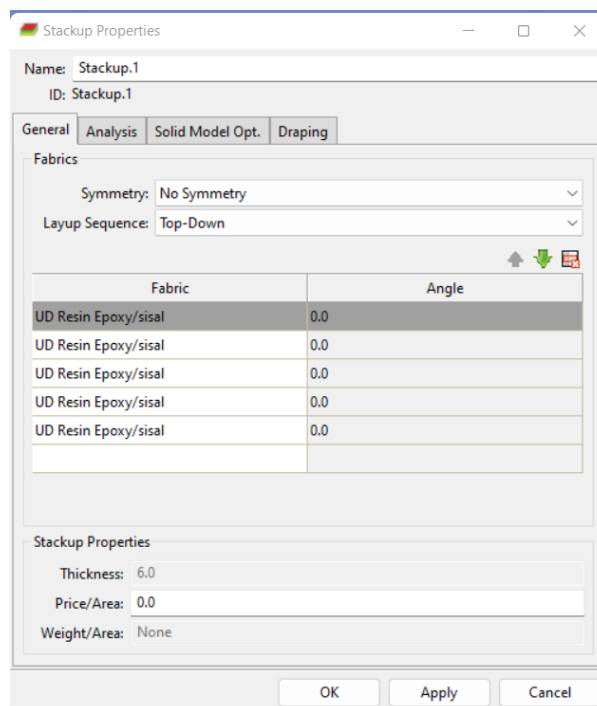 Stackup Properties
Name: Stackup.1
ID: Stackup.1
General Analysis Solid Model Opt. Draping
Fabrics
Symmetry: No Symmetry
Layup Sequence: Top-Down
Fabric Angle
UD Resin Epoxy/sisal 0.0
UD Resin Epoxy/sisal 0.0
UD Resin Epoxy/sisal 0.0
UD Resin Epoxy/sisal 0.0
UD Resin Epoxy/sisal 0.0
Stackup Properties
Thickness: 6.0
Price/Area: 0.0
Weight/Area: None
OK Apply Cancel